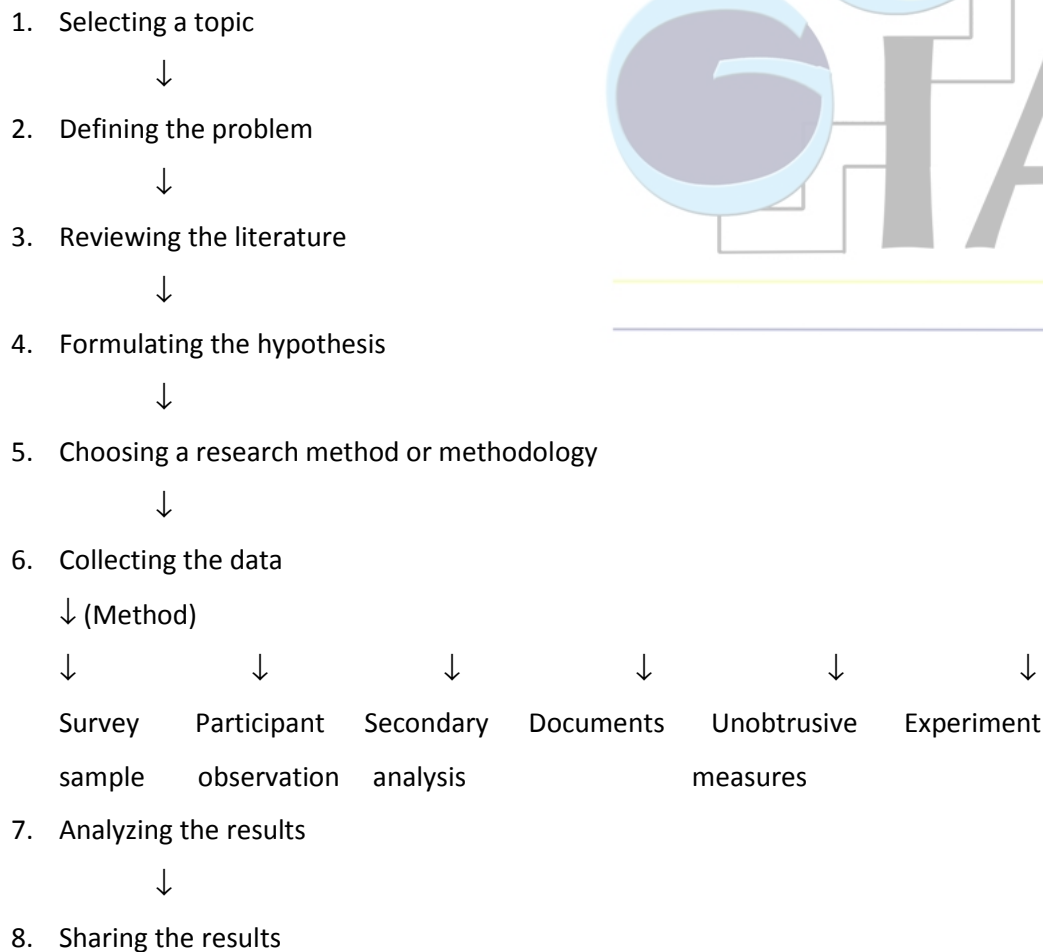 1. Selecting a topic
↓
2. Defining the problem
↓
3. Reviewing the literature
↓
4. Formulating the hypothesis
↓
5. Choosing a research method or methodology
↓
6. Collecting the data
↓ (Method)
↓ ↓ ↓ ↓ ↓ ↓
Survey Participant Secondary Documents Unobtrusive Experiment
sample observation analysis measures
7. Analyzing the results
↓
8. Sharing the results